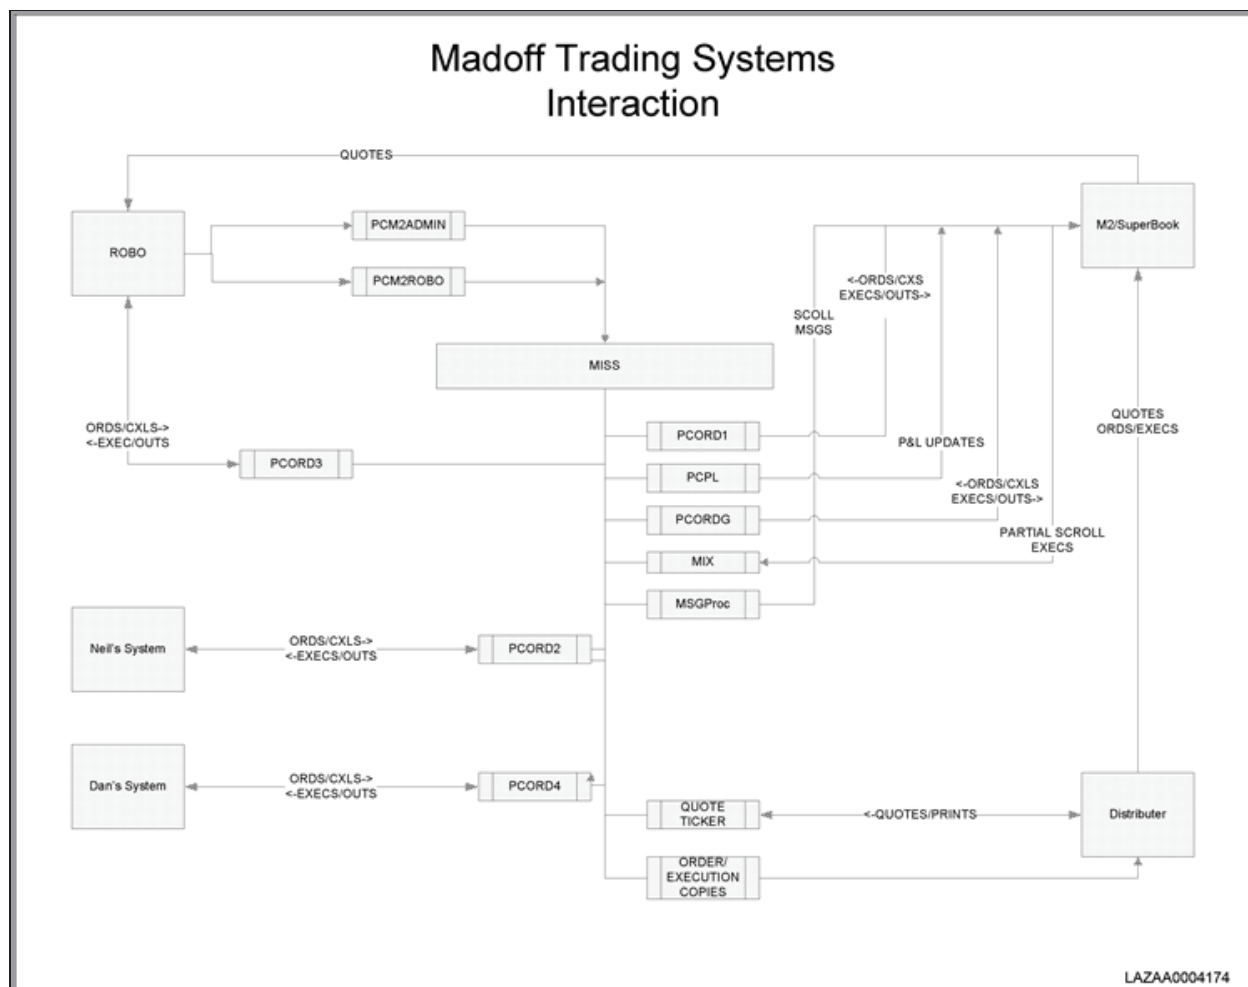 Madoff Trading Systems
Interaction
QUOTES
PCM2ADMIN
M2/SuperBook
ROBO
PCM2ROBO
<-ORDS/CXS
EXECS/OUTS->
SCOLL
MSGS
MISS
QUOTES
ORDS/EXECS
ORDS/CXLS->
<-EXEC/OUTS
PCORD1
P&L UPDATES
PCORD3
PCPL
<-ORDS/CXLS
EXECS/OUTS->
PCORDG
PARTIAL SCROLL
EXECS
MIX
MSGProc
Neil's System
ORDS/CXLS->
<-EXECS/OUTS
PCORD2
Dan's System
ORDS/CXLS->
<-EXECS/OUTS
PCORD4
QUOTE
TICKER
<-QUOTES/PRINTS
Distributer
ORDER/
EXECUTION
COPIES
LAZAA0004174